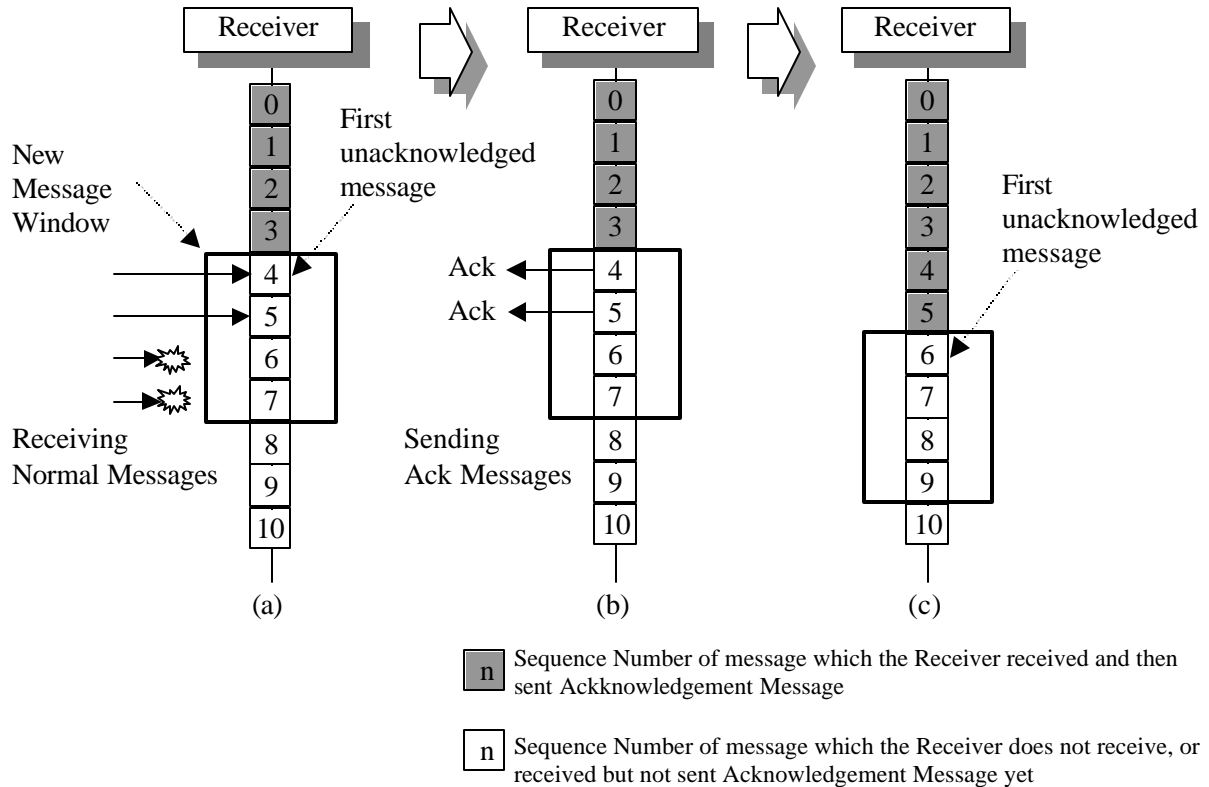 Receiver
Receiver
Receiver
New
Message
Window
First
unacknowledged
message
0
1
2
3
4
5
6
7
8
9
10
Receiving
Normal Messages
(a)
0
1
2
3
Ack
4
Ack
5
6
7
8
9
10
Sending
Ack Messages
(b)
0
1
2
3
4
5
6
7
8
9
10
First
unacknowledged
message
(c)
n
Sequence Number of message which the Receiver received and then
sent Ackknowledgement Message
n
Sequence Number of message which the Receiver does not receive, or
received but not sent Acknowledgement Message yet